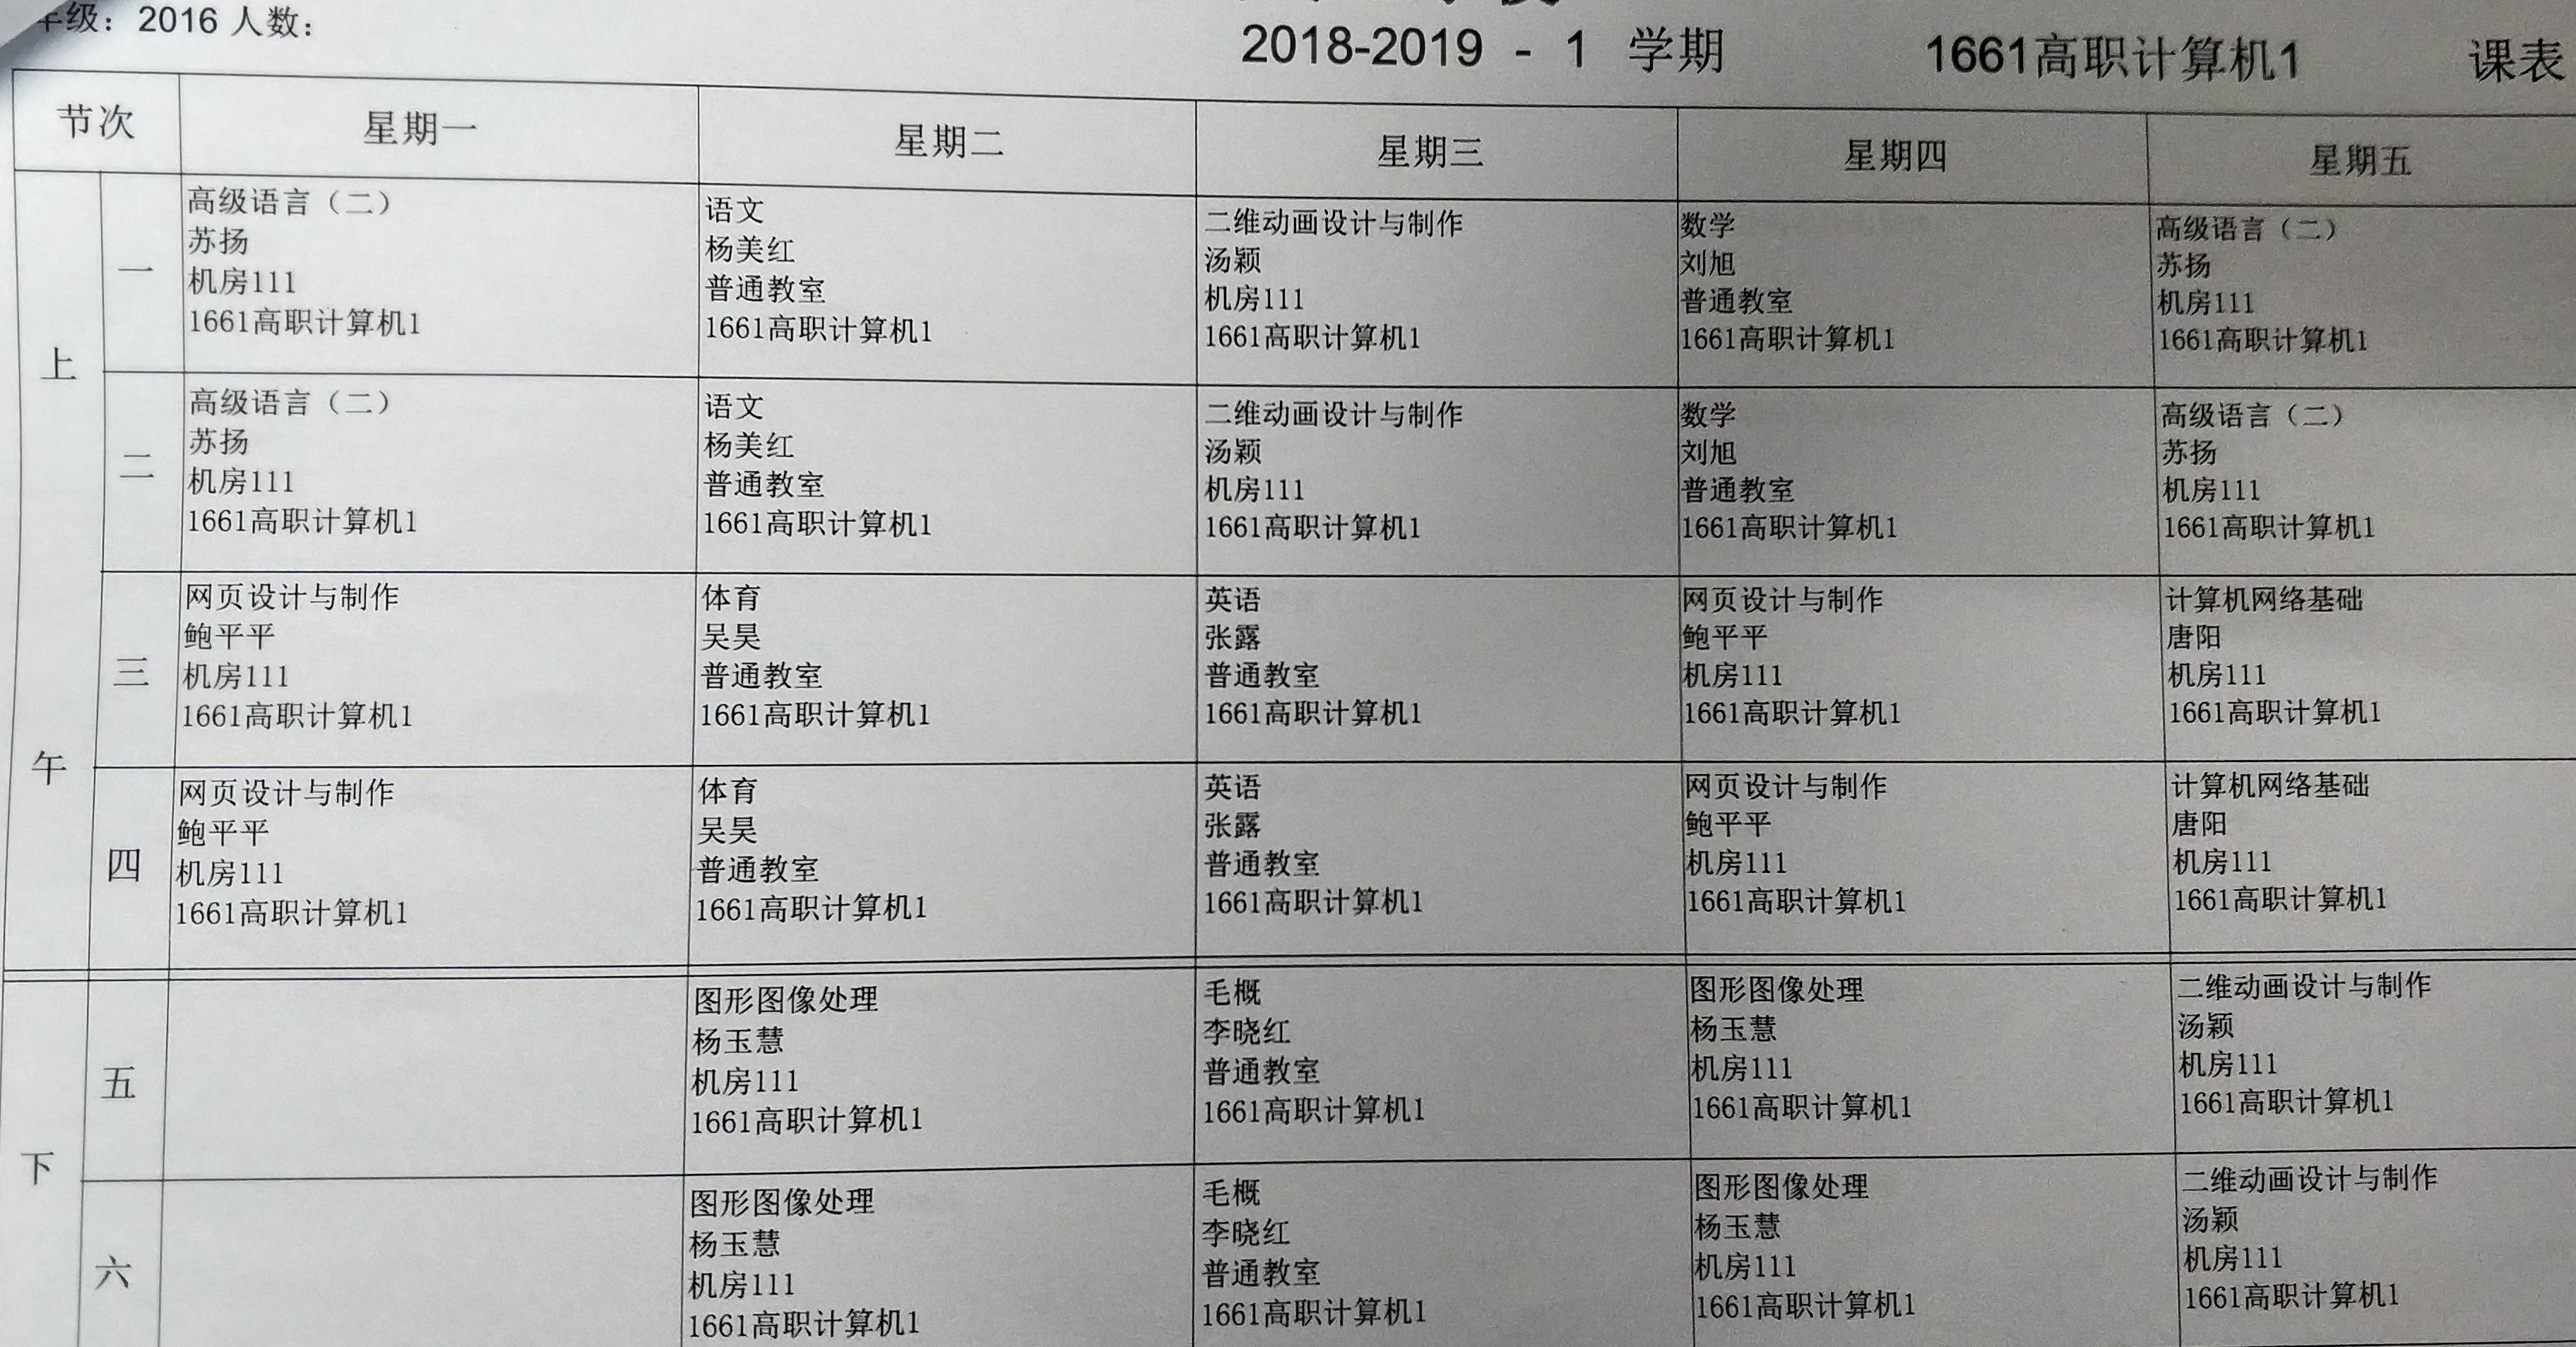 年级：2016 人数：
2018-2019 - 1 学期 1661高职计算机1 课表
节次 星期一 星期二 星期三 星期四 星期五
上午
一
高级语言（二）
苏扬
机房111
1661高职计算机1
语文
杨美红
普通教室
1661高职计算机1
二维动画设计与制作
汤颖
机房111
1661高职计算机1
数学
刘旭
普通教室
1661高职计算机1
高级语言（二）
苏扬
机房111
1661高职计算机1
二
高级语言（二）
苏扬
机房111
1661高职计算机1
语文
杨美红
普通教室
1661高职计算机1
二维动画设计与制作
汤颖
机房111
1661高职计算机1
数学
刘旭
普通教室
1661高职计算机1
高级语言（二）
苏扬
机房111
1661高职计算机1
三
网页设计与制作
鲍平平
机房111
1661高职计算机1
体育
吴昊
普通教室
1661高职计算机1
英语
张露
普通教室
1661高职计算机1
网页设计与制作
鲍平平
机房111
1661高职计算机1
计算机网络基础
唐阳
机房111
1661高职计算机1
四
网页设计与制作
鲍平平
机房111
1661高职计算机1
体育
吴昊
普通教室
1661高职计算机1
英语
张露
普通教室
1661高职计算机1
网页设计与制作
鲍平平
机房111
1661高职计算机1
计算机网络基础
唐阳
机房111
1661高职计算机1
下
五
图形图像处理
杨玉慧
机房111
1661高职计算机1
毛概
李晓红
普通教室
1661高职计算机1
图形图像处理
杨玉慧
机房111
1661高职计算机1
二维动画设计与制作
汤颖
机房111
1661高职计算机1
六
图形图像处理
杨玉慧
机房111
1661高职计算机1
毛概
李晓红
普通教室
1661高职计算机1
图形图像处理
杨玉慧
机房111
1661高职计算机1
二维动画设计与制作
汤颖
机房111
1661高职计算机1